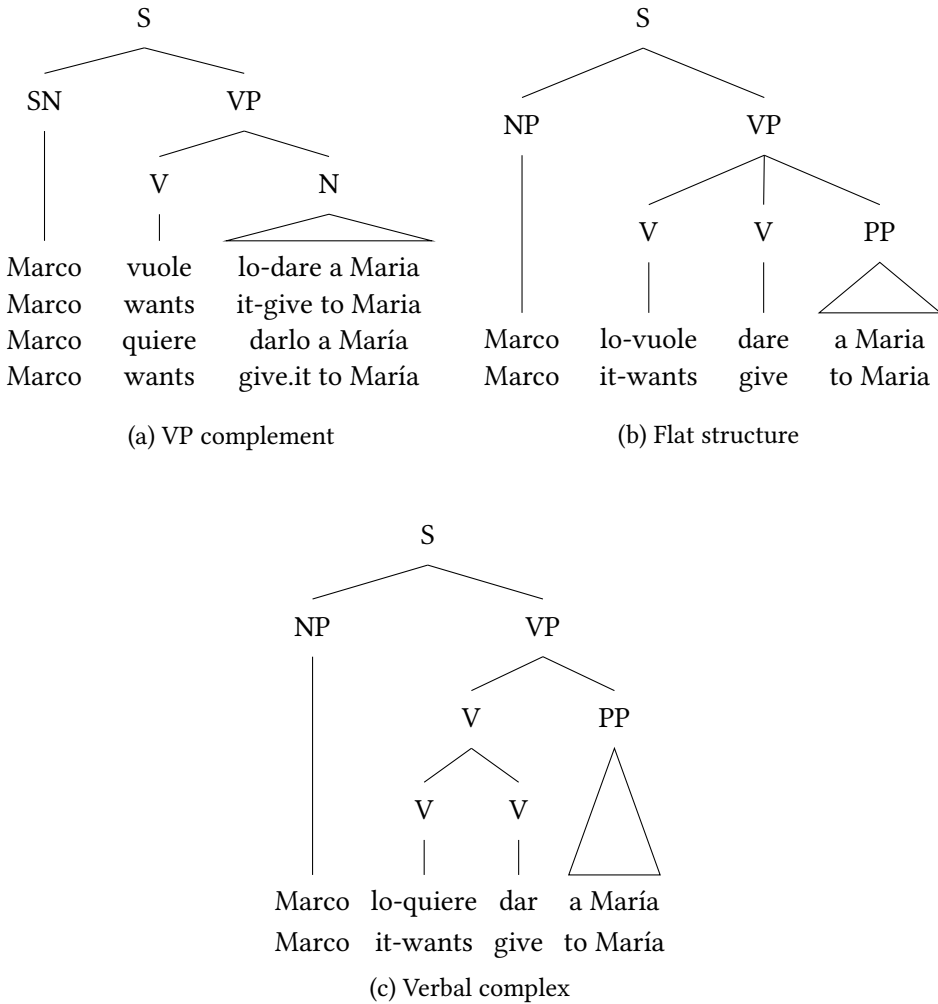 S
SN VP
V N
Marco vuole lo-dare a Maria
Marco wants it-give to Maria
Marco quiere darlo a María
Marco wants give.it to María
(a) VP complement
S
NP VP
V V PP
Marco lo-vuole dare a Maria
Marco it-wants give to Maria
(b) Flat structure
S
NP VP
V PP
V V
Marco lo-quiere dar a María
Marco it-wants give to María
(c) Verbal complex